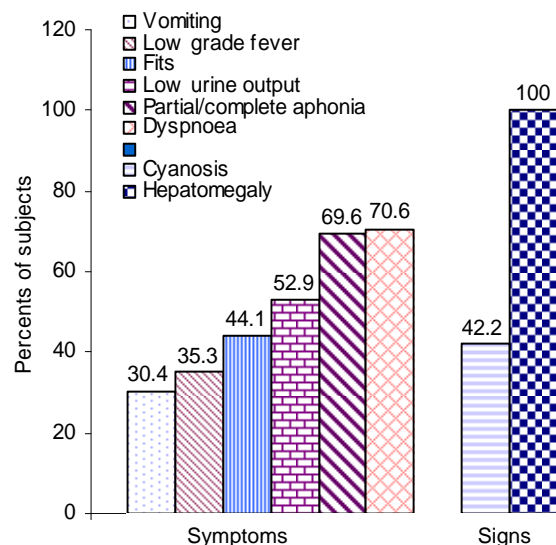 120
100
80
60
40
20
0
Percents of subjects
Vomiting
Low grade fever
Fits
Low urine output
Partial/complete aphonia
Dyspnoea
Cyanosis
Hepatomegaly
30.4
35.3
44.1
52.9
69.6
70.6
42.2
100
Symptoms
Signs